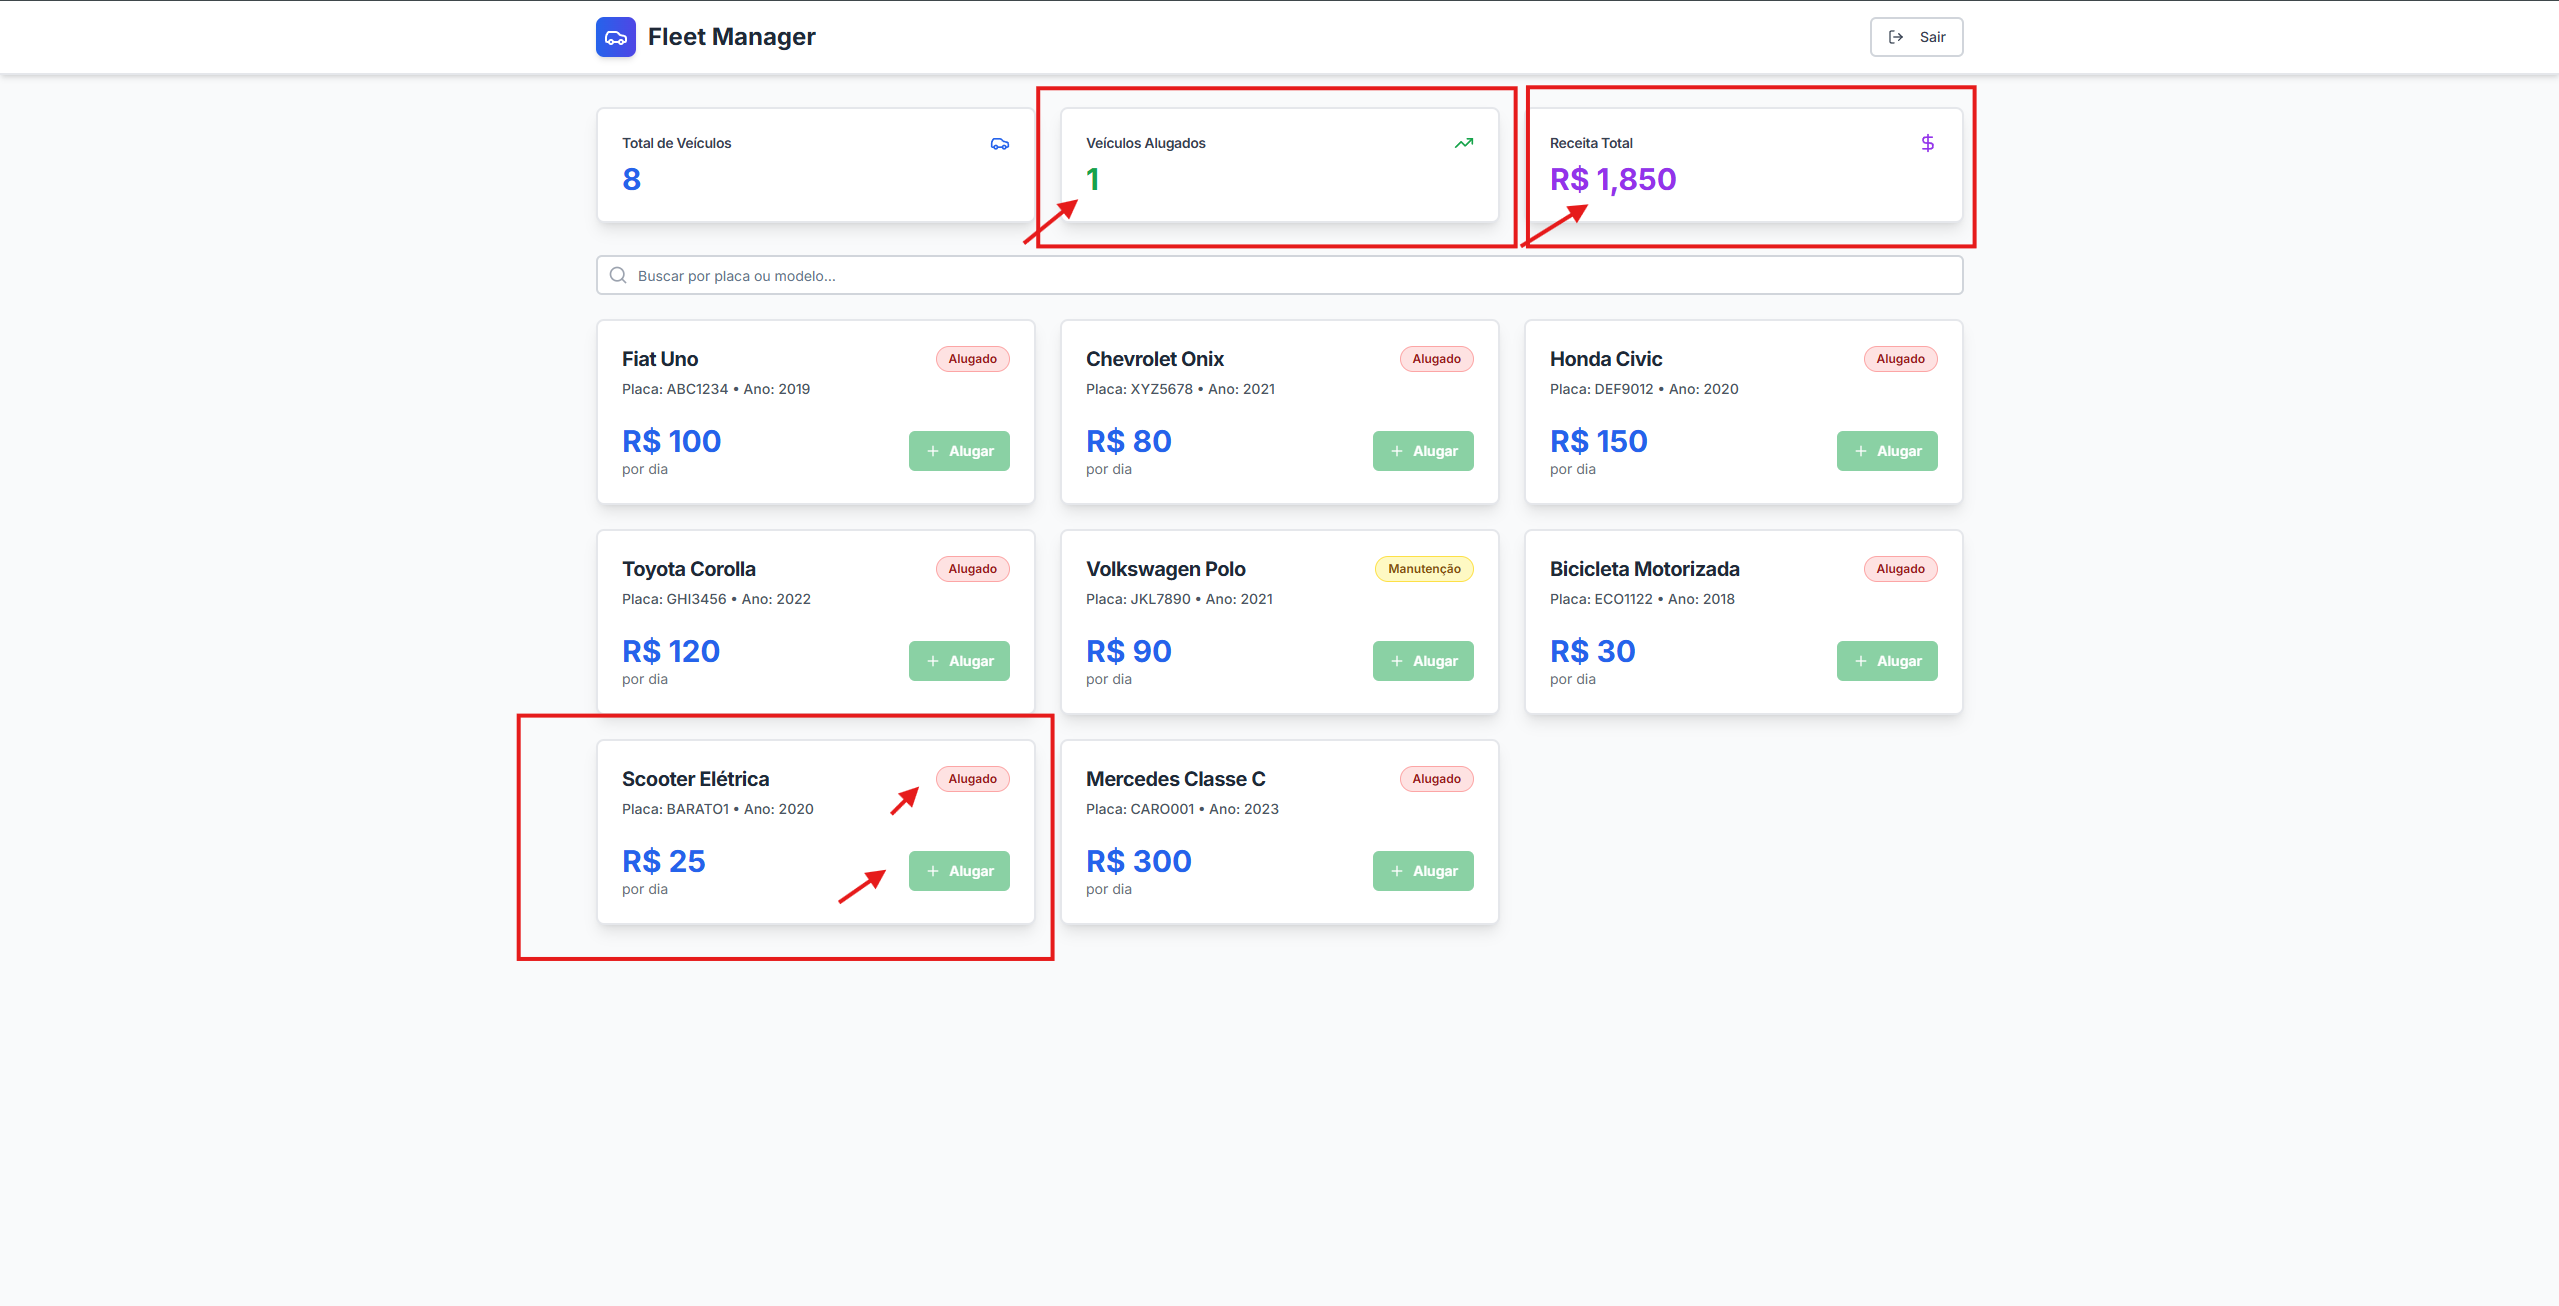 Fleet Manager
Sair
Total de Veículos
8
Veículos Alugados
1
Receita Total
R$ 1,850
Buscar por placa ou modelo...
Fiat Uno
Alugado
Placa: ABC1234 • Ano: 2019
R$ 100
por dia
+ Alugar
Chevrolet Onix
Alugado
Placa: XYZ5678 • Ano: 2021
R$ 80
por dia
+ Alugar
Honda Civic
Alugado
Placa: DEF9012 • Ano: 2020
R$ 150
por dia
+ Alugar
Toyota Corolla
Alugado
Placa: GHI3456 • Ano: 2022
R$ 120
por dia
+ Alugar
Volkswagen Polo
Manutenção
Placa: JKL7890 • Ano: 2021
R$ 90
por dia
+ Alugar
Bicicleta Motorizada
Alugado
Placa: ECO1122 • Ano: 2018
R$ 30
por dia
+ Alugar
Scooter Elétrica
Alugado
Placa: BARATO1 • Ano: 2020
R$ 25
por dia
+ Alugar
Mercedes Classe C
Alugado
Placa: CARO001 • Ano: 2023
R$ 300
por dia
+ Alugar